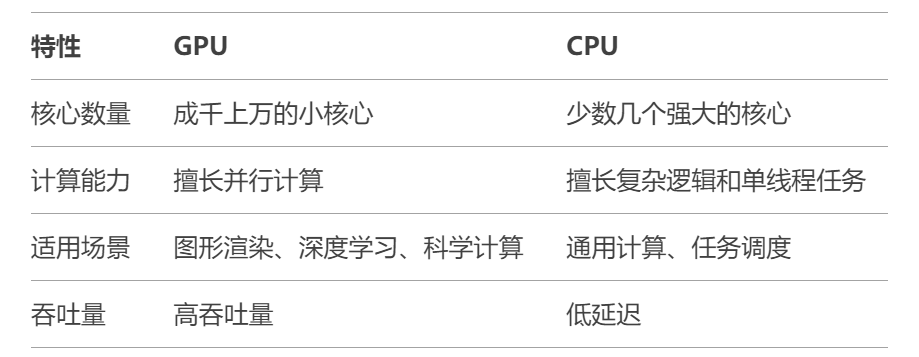 特性 GPU CPU
核心数量 成千上万的小核心 少数几个强大的核心
计算能力 擅长并行计算 擅长复杂逻辑和单线程任务
适用场景 图形渲染、深度学习、科学计算 通用计算、任务调度
吞吐量 高吞吐量 低延迟